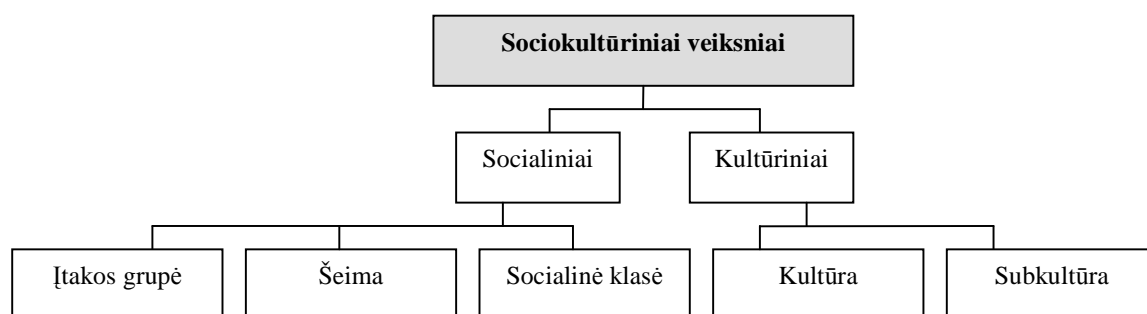 Sociokultūriniai veiksniai
Socialiniai
Kultūriniai
Įtakos grupė
Šeima
Socialinė klasė
Kultūra
Subkultūra